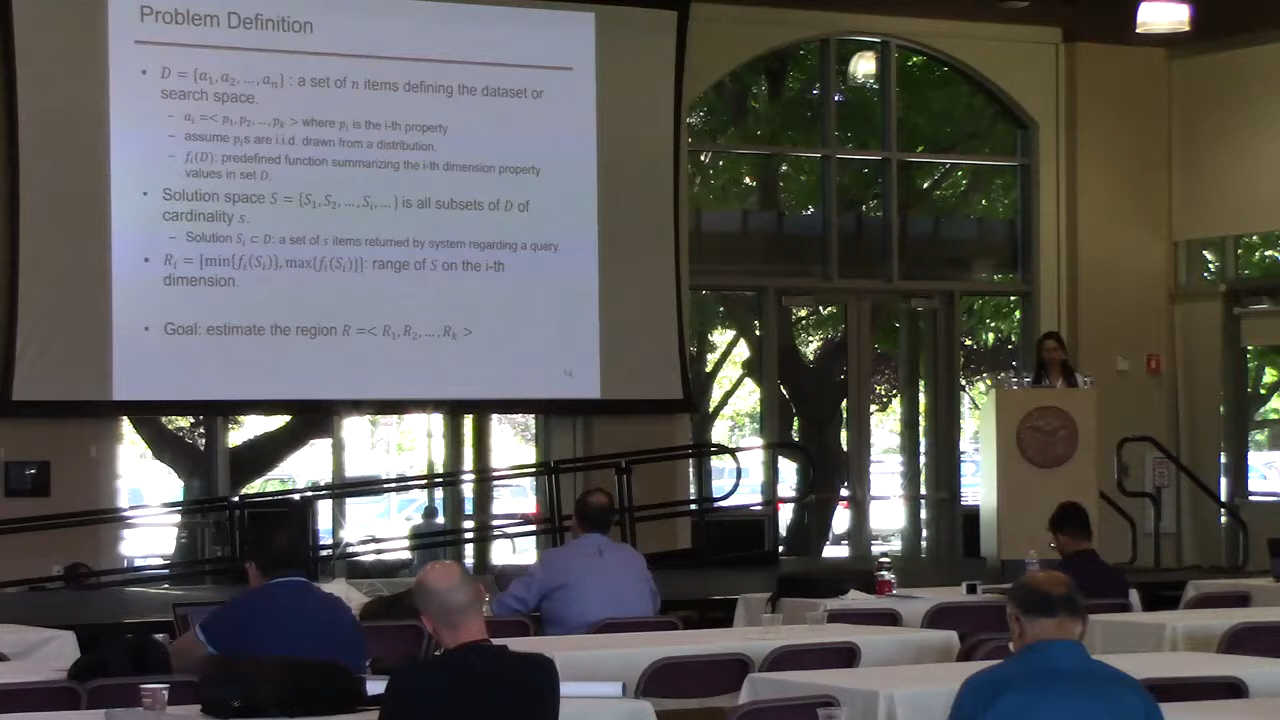 Problem Definition
• D = {a₁, a₂, …, aₙ} : a set of n items defining the dataset or
search space.
– aᵢ =< p₁, p₂, …, pₖ > where pᵢ is the i-th property
– assume pᵢs are i.i.d. drawn from a distribution.
– fᵢ(D): predefined function summarizing the i-th dimension property
values in set D.
• Solution space S = {S₁, S₂, …, Sᵢ, … } is all subsets of D of
cardinality s.
– Solution Sᵢ ⊂ D: a set of s items returned by system regarding a query.
• Rᵢ = [min{fᵢ(Sᵢ)}, max{fᵢ(Sᵢ)}]: range of S on the i-th
dimension.
• Goal: estimate the region R =< R₁, R₂, …, Rₖ >
14